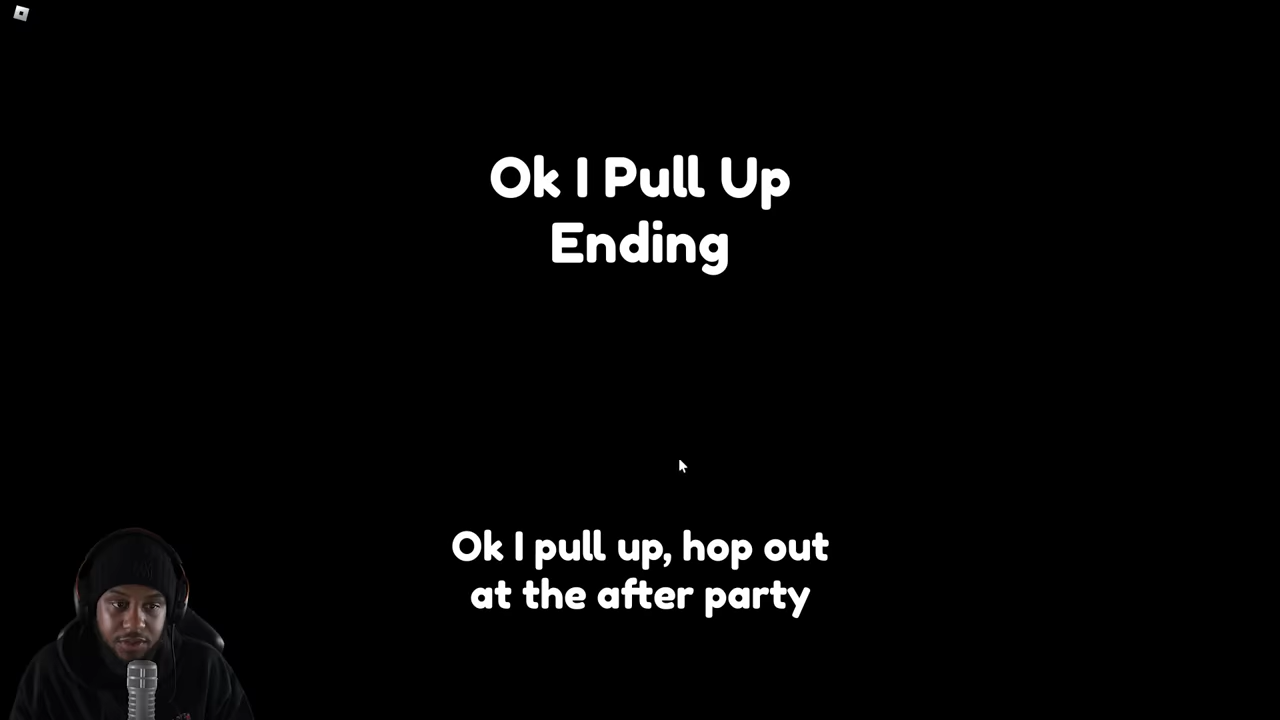 Ok I Pull Up
Ending
Ok I pull up, hop out
at the after party